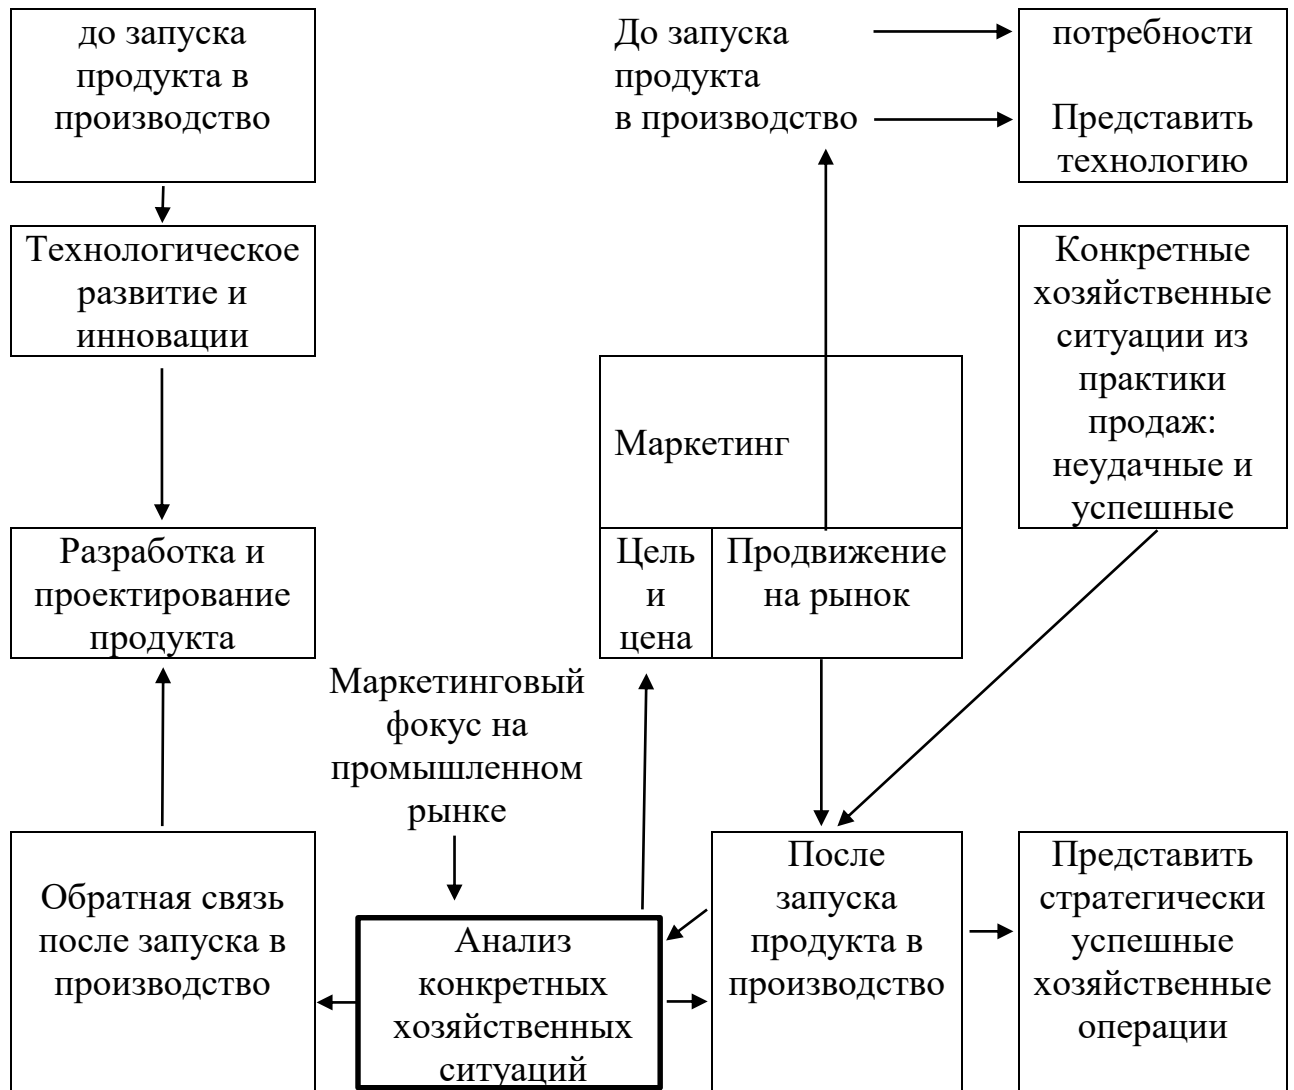 до запуска
продукта в
производство
До запуска
продукта
в производство
потребности
Представить
технологию
Технологическое
развитие и
инновации
Конкретные
хозяйственные
ситуации из
практики
продаж:
неудачные и
успешные
Маркетинг
Разработка и
проектирование
продукта
Цель
и
цена
Продвижение
на рынок
Маркетинговый
фокус на
промышленном
рынке
Обратная связь
после запуска в
производство
Анализ
конкретных
хозяйственных
ситуаций
После
запуска
продукта в
производство
Представить
стратегически
успешные
хозяйственные
операции